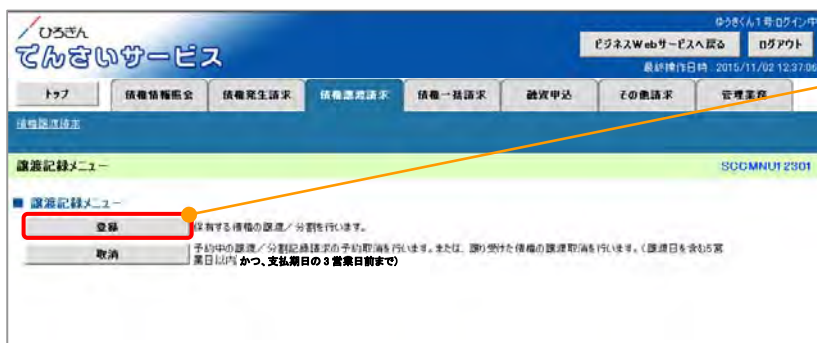 ひろぎん
でんさいサービス
ゆうさくん1号:ログイン中
ビジネスWebサービスへ戻る ログアウト
最終操作日時:2015/11/02 12:37:06
トップ 債権情報照会 債権発生請求 債権譲渡請求 債権一括請求 融資申込 その他請求 管理業務
債権譲渡請求
譲渡記録メニュー SCCMNU12301
■ 譲渡記録メニュー
登録 保有する債権の譲渡/分割を行います。
取消 予約中の譲渡/分割記録請求の予約取消を行います。または、譲り受けた債権の譲渡取消を行います。(譲渡日を含む5営
業日以内かつ、支払期日の3営業日前まで)